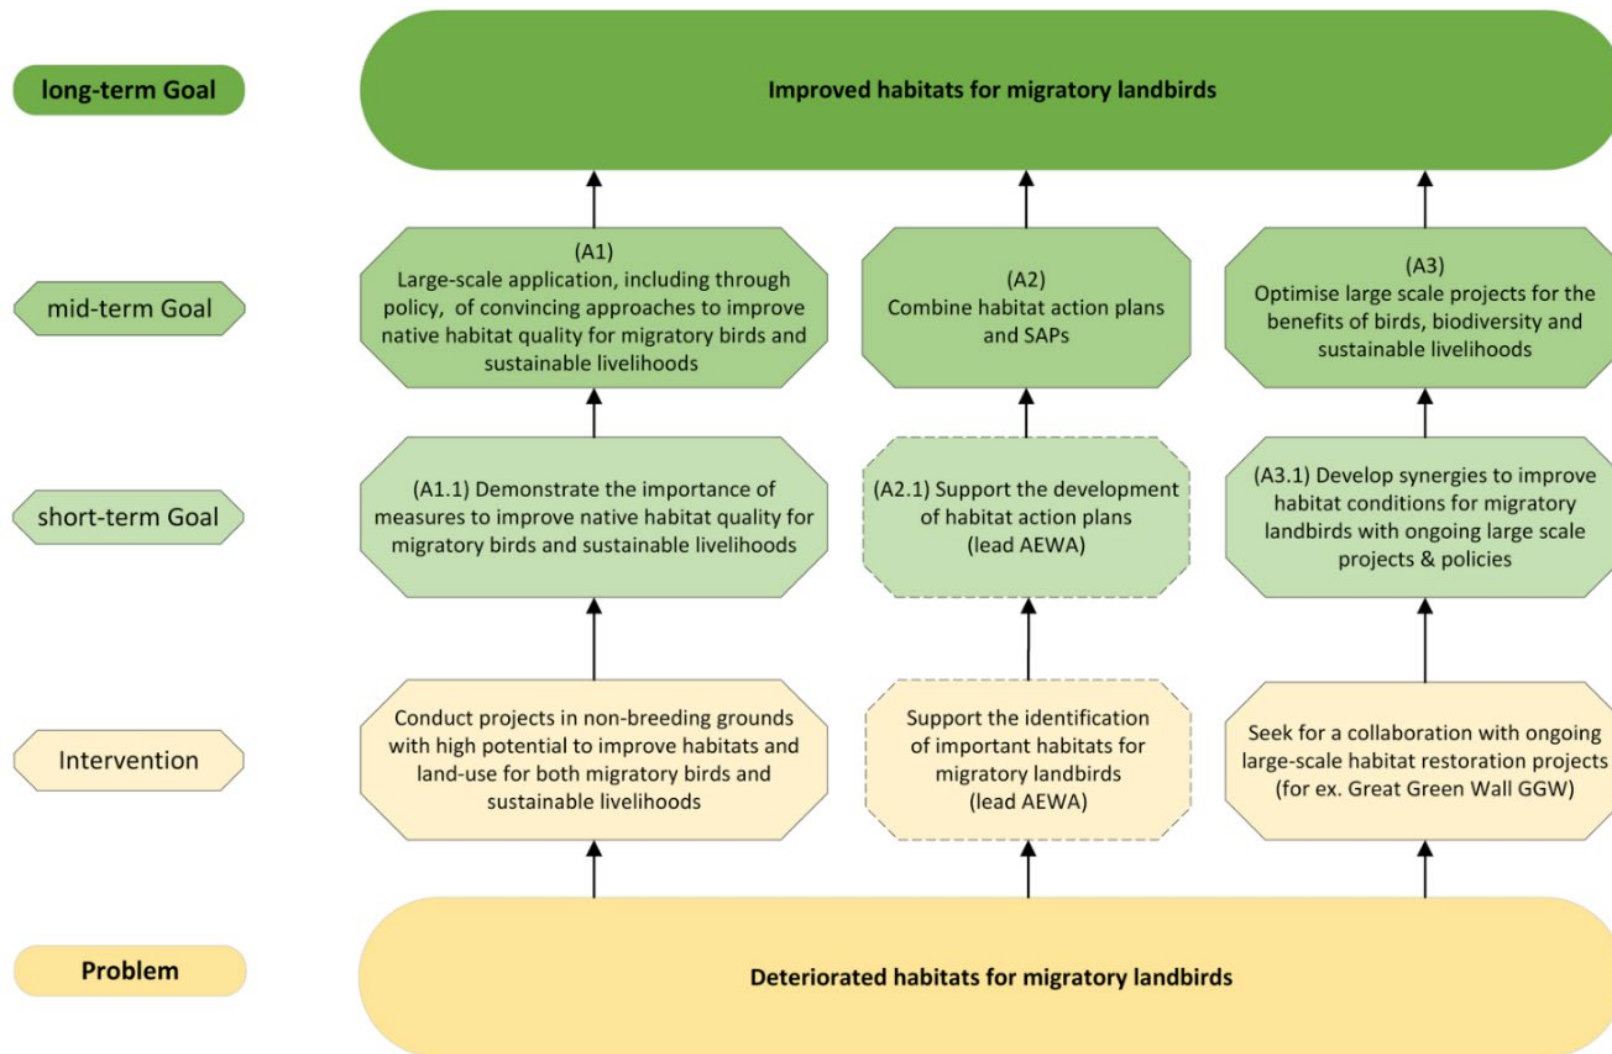 long-term Goal
Improved habitats for migratory landbirds
mid-term Goal
(A1)
Large-scale application, including through
policy, of convincing approaches to improve
native habitat quality for migratory birds and
sustainable livelihoods
(A2)
Combine habitat action plans
and SAPs
(A3)
Optimise large scale projects for the
benefits of birds, biodiversity and
sustainable livelihoods
short-term Goal
(A1.1) Demonstrate the importance of
measures to improve native habitat quality for
migratory birds and sustainable livelihoods
(A2.1) Support the development
of habitat action plans
(lead AEWA)
(A3.1) Develop synergies to improve
habitat conditions for migratory
landbirds with ongoing large scale
projects & policies
Intervention
Conduct projects in non-breeding grounds
with high potential to improve habitats and
land-use for both migratory birds and
sustainable livelihoods
Support the identification
of important habitats for
migratory landbirds
(lead AEWA)
Seek for a collaboration with ongoing
large-scale habitat restoration projects
(for ex. Great Green Wall GGW)
Problem
Deteriorated habitats for migratory landbirds